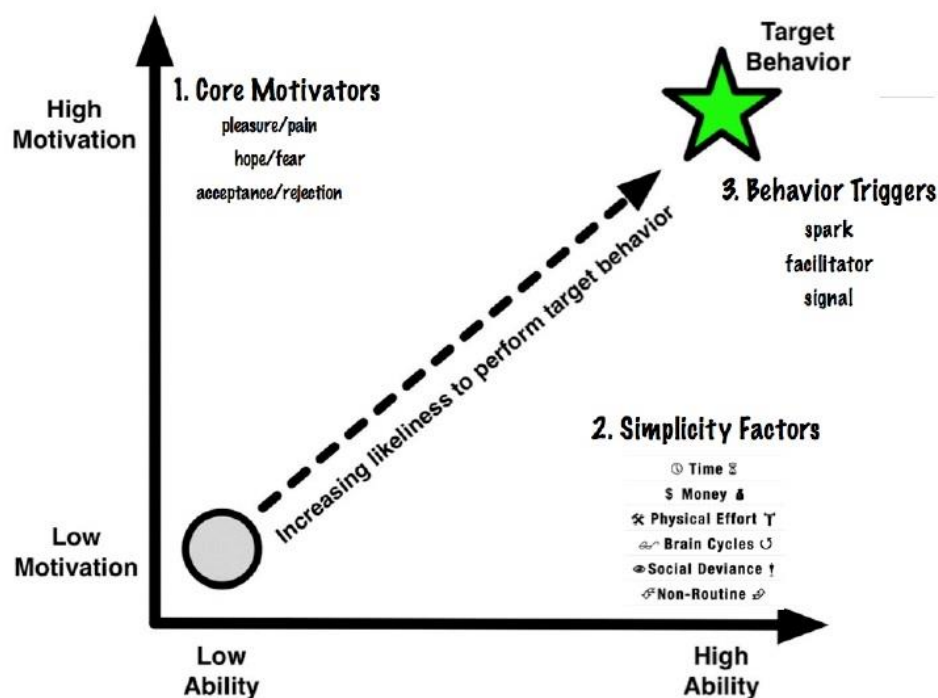 Target
Behavior
High
Motivation
1. Core Motivators
pleasure/pain
hope/fear
acceptance/rejection
3. Behavior Triggers
spark
facilitator
signal
Increasing likeliness to perform target behavior
2. Simplicity Factors
Time
$ Money
Physical Effort
Brain Cycles
Social Deviance
Non-Routine
Low
Motivation
Low
Ability
High
Ability